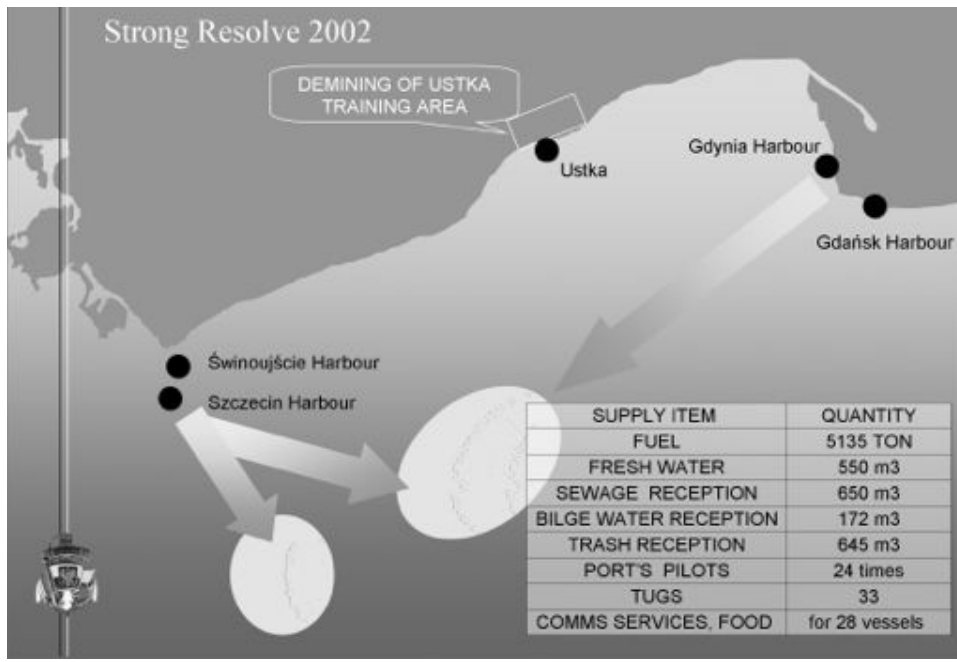 Strong Resolve 2002
DEMINING OF USTKA
TRAINING AREA
Ustka
Gdynia Harbour
Gdańsk Harbour
Świnoujście Harbour
Szczecin Harbour
SUPPLY ITEM QUANTITY
FUEL 5135 TON
FRESH WATER 550 m3
SEWAGE RECEPTION 650 m3
BILGE WATER RECEPTION 172 m3
TRASH RECEPTION 645 m3
PORT'S PILOTS 24 times
TUGS 33
COMMS SERVICES, FOOD for 28 vessels